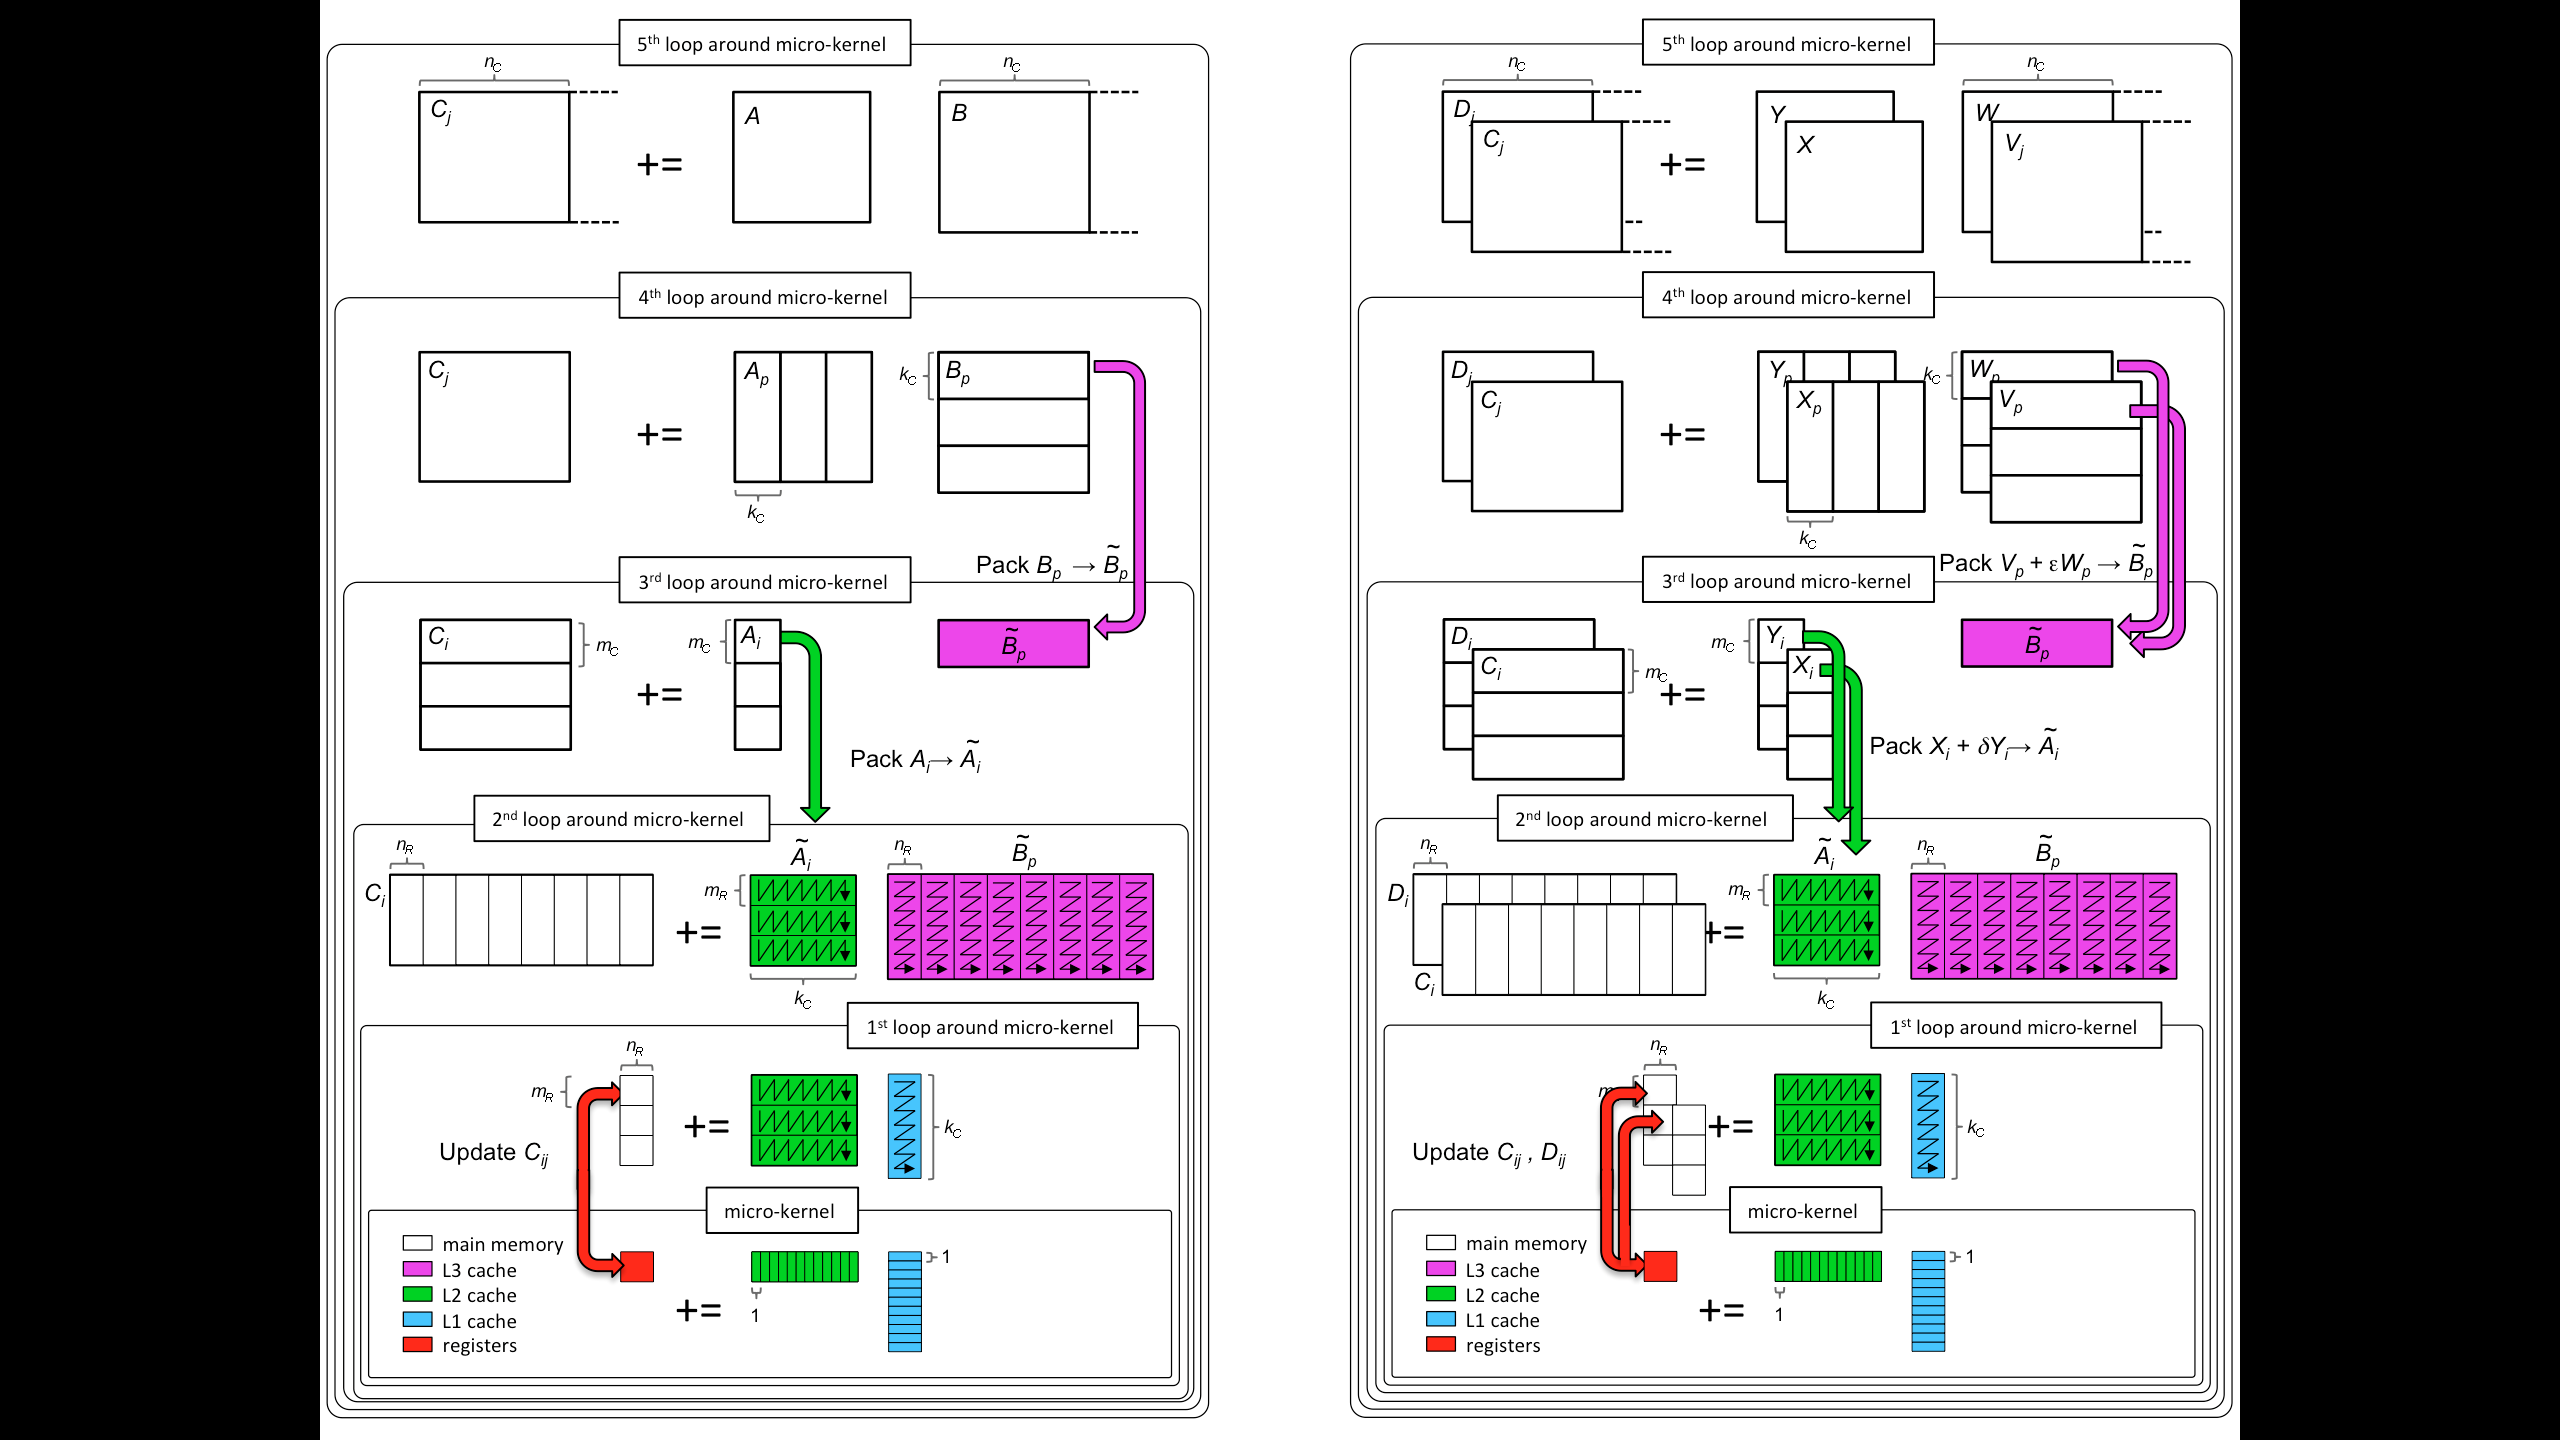 5th loop around micro-kernel
nC
nC
Cj
+=
A
B
4th loop around micro-kernel
Cj
+=
Ap
kC
kC
Bp
Pack Bp → B̃p
3rd loop around micro-kernel
Ci
mC
+=
mC
Ai
B̃p
Pack Ai → Ãi
2nd loop around micro-kernel
nR
Ci
+=
mR
Ãi
kC
nR
B̃p
1st loop around micro-kernel
nR
mR
+=
kC
Update Cij
micro-kernel
main memory
L3 cache
L2 cache
L1 cache
registers
+=
1
1
5th loop around micro-kernel
nC
nC
Dj
Cj
+=
Y
X
W
Vj
4th loop around micro-kernel
Dj
Cj
+=
Yp
Xp
kC
kC
Wp
Vp
Pack Vp + εWp → B̃p
3rd loop around micro-kernel
Di
Ci
mC
+=
mC
Yi
Xi
B̃p
Pack Xi + δYi → Ãi
2nd loop around micro-kernel
nR
Di
Ci
+=
mR
Ãi
kC
nR
B̃p
1st loop around micro-kernel
nR
+=
kC
Update Cij , Dij
micro-kernel
main memory
L3 cache
L2 cache
L1 cache
registers
+=
1
1